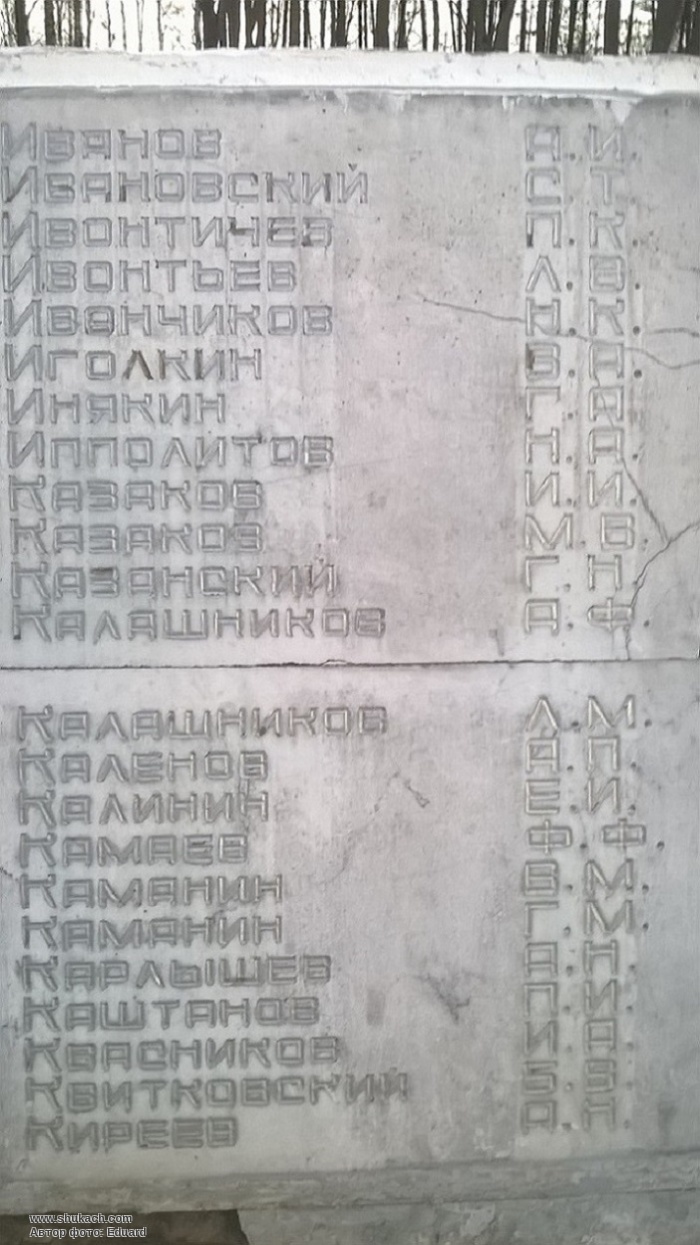 Иванов А. И.
Ивановский С. Т.
Ивонтичев П. К.
Ивонтьев Л. В.
Иванчиков Н. К.
Иголкин В. А.
Инякин Г. А.
Ипполитов Н. А.
Казаков И. И.
Казаков М. В.
Казанский Г. Н.
Калашников А. Ф.
Калашников Л. М.
Каленов А. П.
Калинин Е. И.
Камаев Ф. Ф.
Каманин В. М.
Каманин Г. М.
Карлышев А. Н.
Каштанов П. И.
Квасников И. А.
Квитковский Б. В.
Киреев
www.shukach.com
Автор фото: Eduard